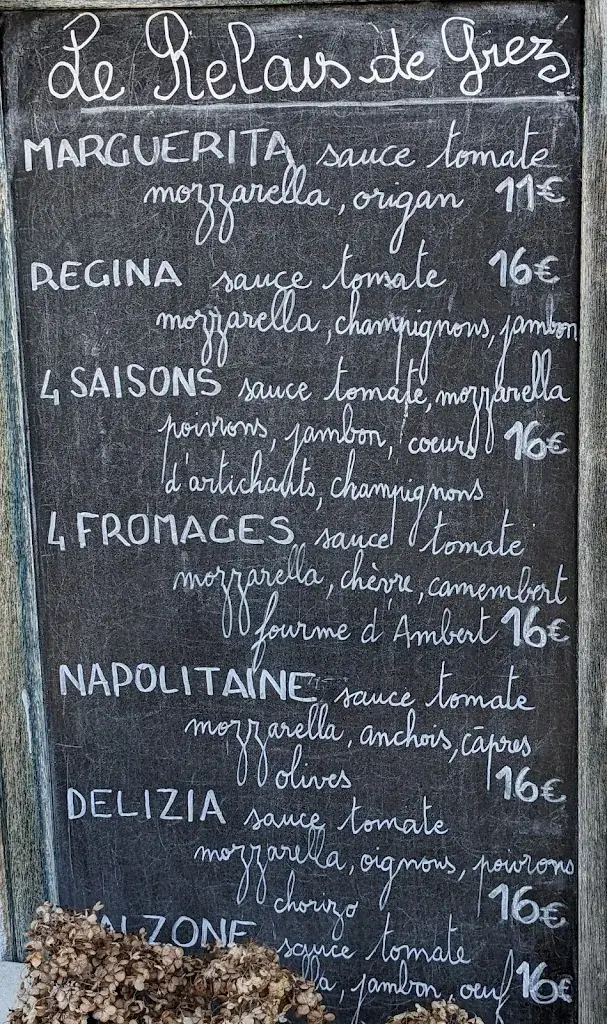 Le Relais de Grez
MARGUERITA sauce tomate
mozzarella, origan 11€
REGINA sauce tomate 16€
mozzarella, champignons, jambon
4 SAISONS sauce tomate, mozzarella
poivrons, jambon, coeurs 16€
d'artichauts, champignons
4 FROMAGES sauce tomate
mozzarella, chèvre, camembert
fourme d'Ambert 16€
NAPOLITAINE sauce tomate
mozzarella, anchois, câpres
olives 16€
DELIZIA sauce tomate
mozzarella, oignons, poivrons
chorizo 16€
ALZONE sauce tomate
la, jambon, oeuf 16€